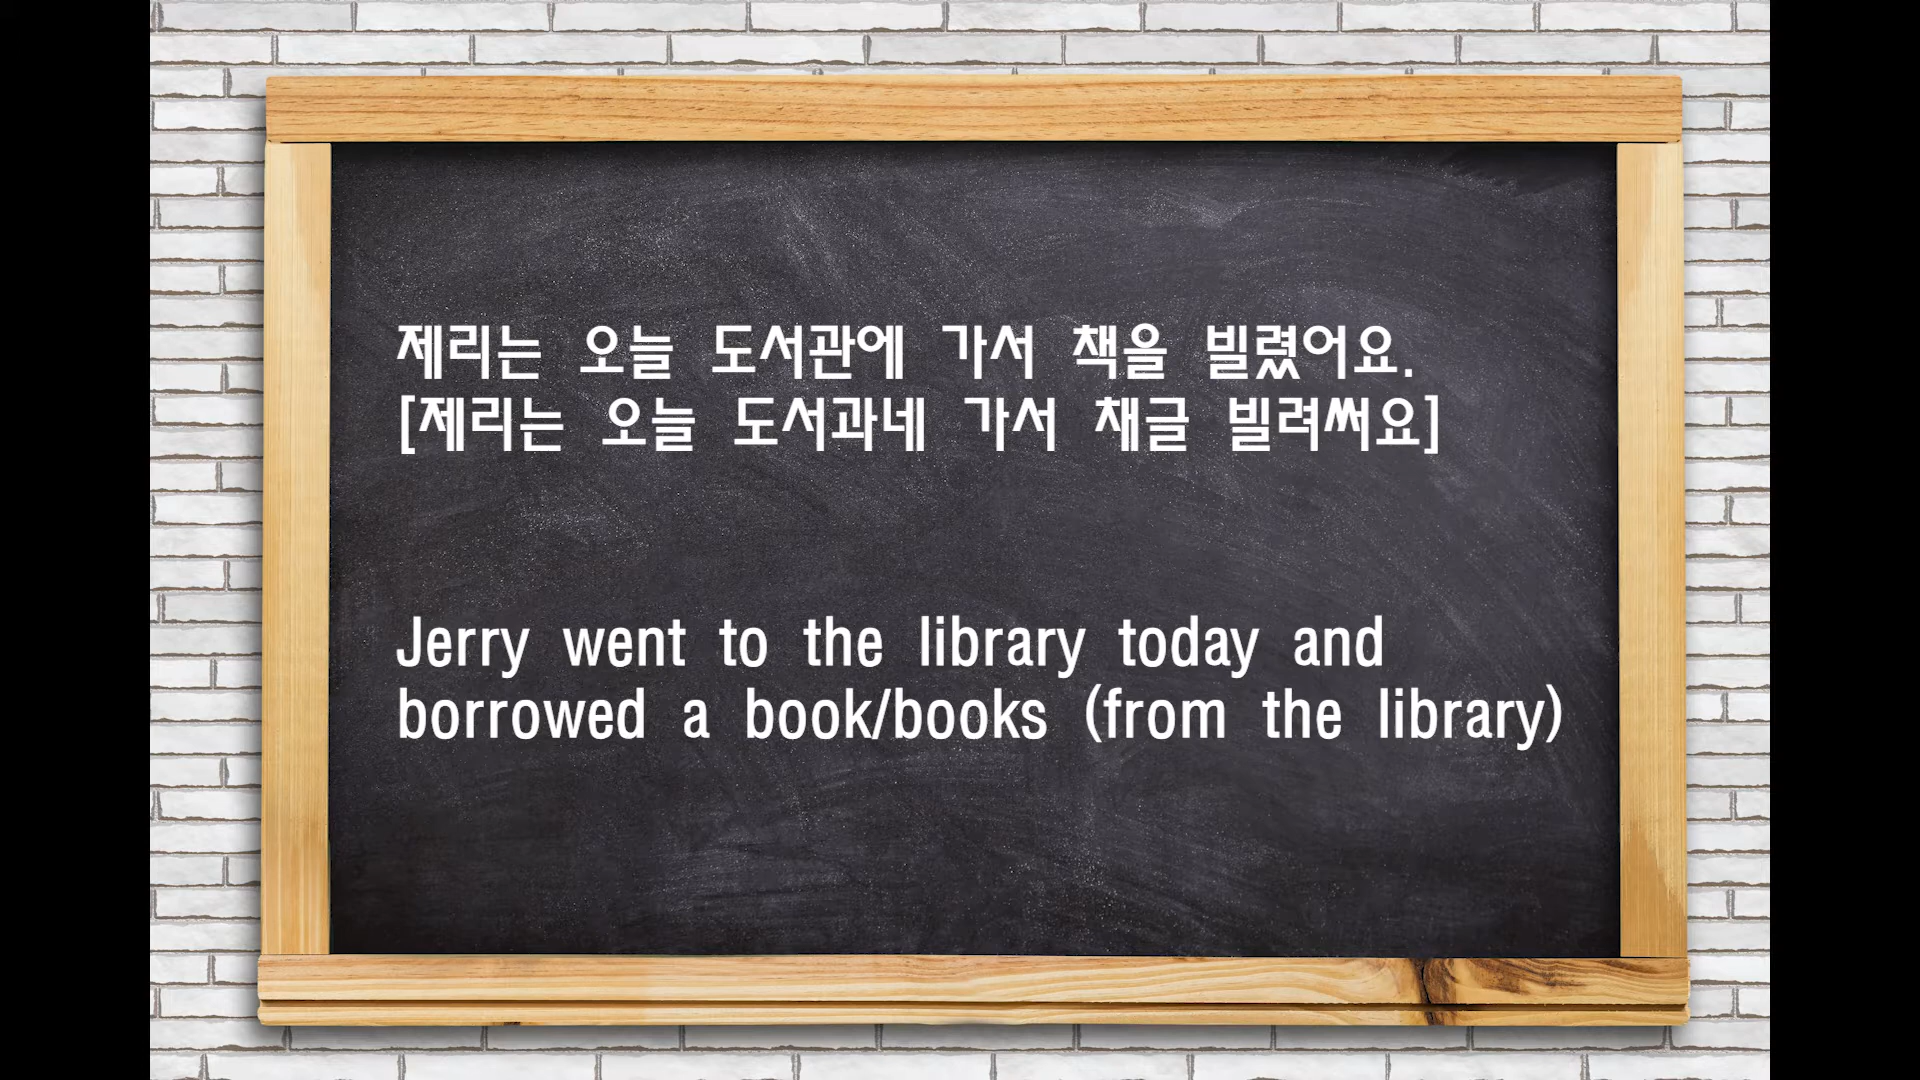 제리는 오늘 도서관에 가서 책을 빌렸어요.
[제리는 오늘 도서과네 가서 채글 빌려써요]
Jerry went to the library today and
borrowed a book/books (from the library)